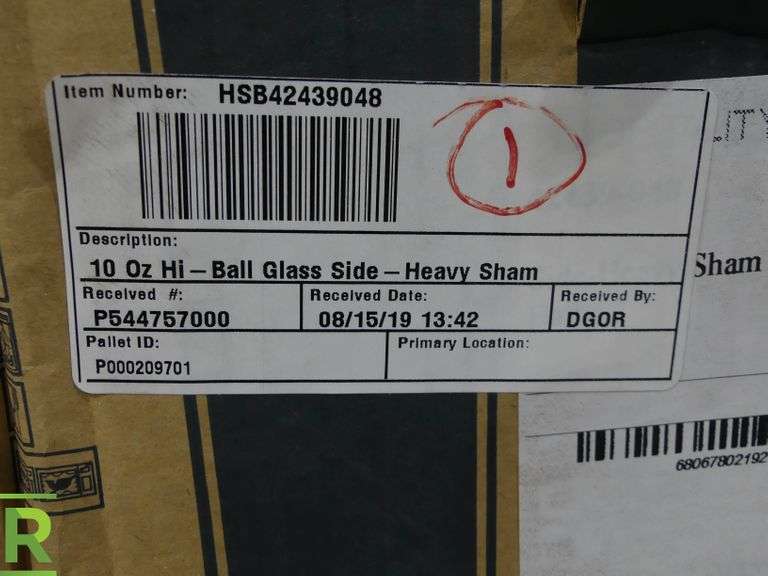 Item Number: HSB42439048
1
Description:
10 Oz Hi-Ball Glass Side-Heavy Sham
Received #: Received Date: Received By:
P544757000 08/15/19 13:42 DGOR
Pallet ID: Primary Location:
P000209701
LITY
Sham
68067802192
R